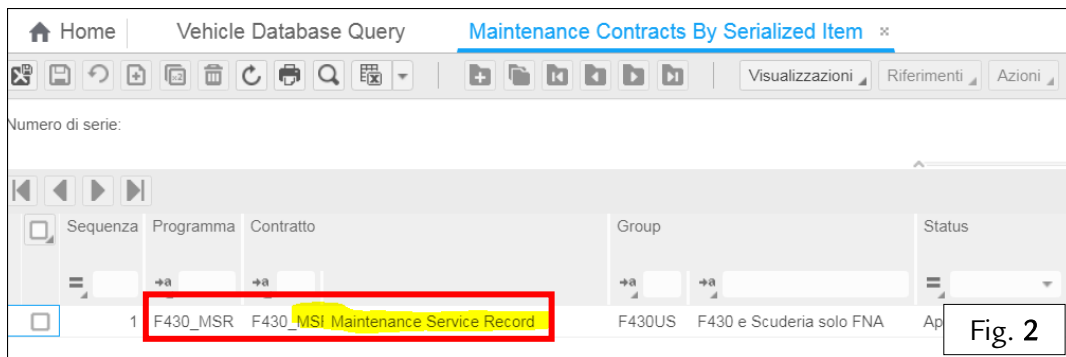 Home Vehicle Database Query Maintenance Contracts By Serialized Item ×
Visualizzazioni Riferimenti Azioni
Numero di serie:
Sequenza Programma Contratto Group Status
= →a →a →a →a =
1 F430_MSR F430_MSI Maintenance Service Record F430US F430 e Scuderia solo FNA Ap
Fig. 2